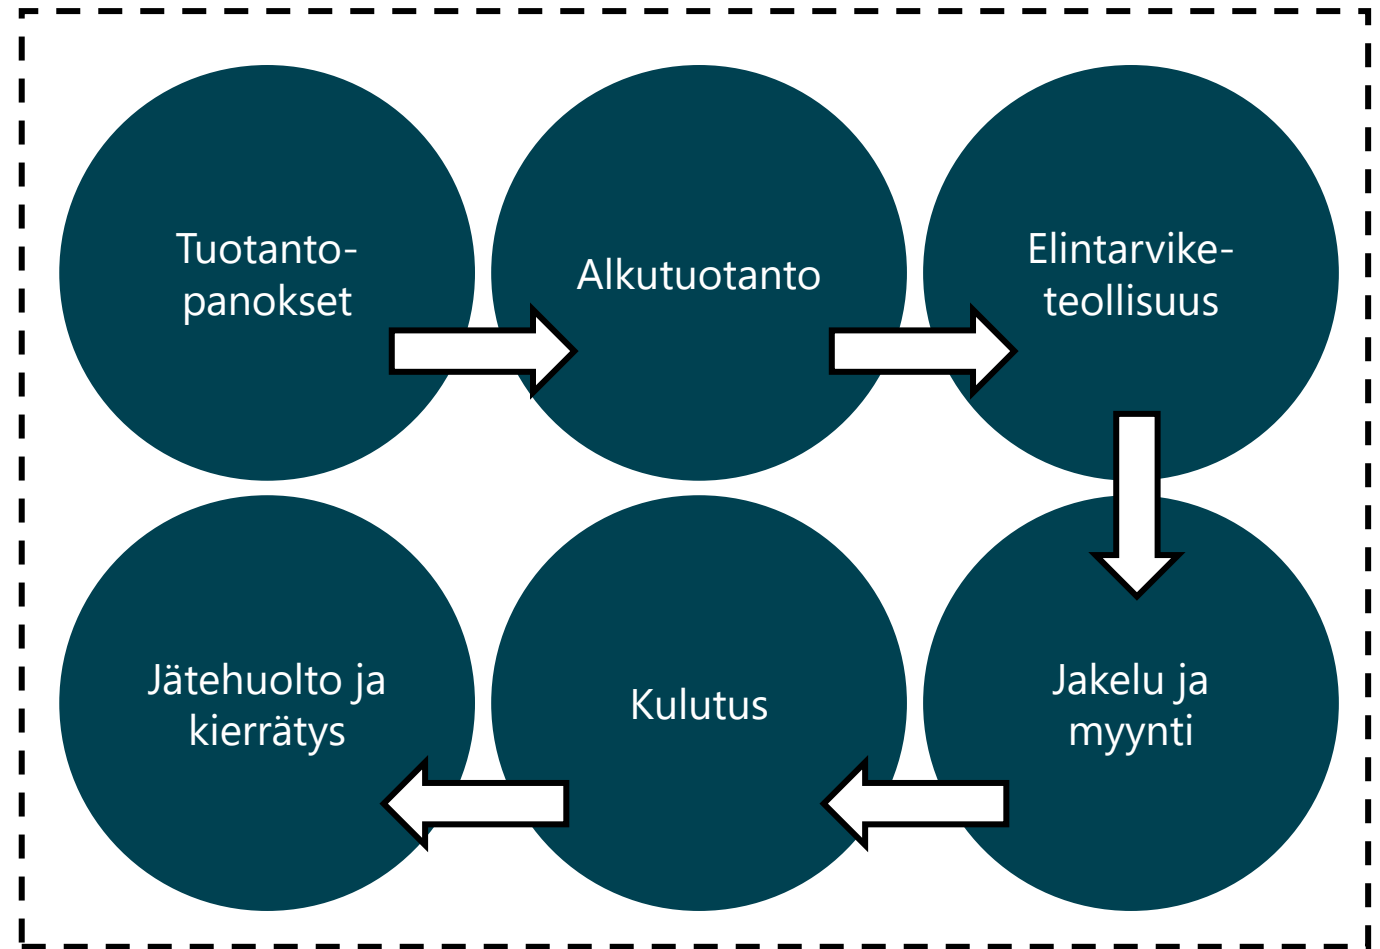 Tuotanto-
panokset
Alkutuotanto
Elintarvike-
teollisuus
Jakelu ja
myynti
Kulutus
Jätehuolto ja
kierrätys